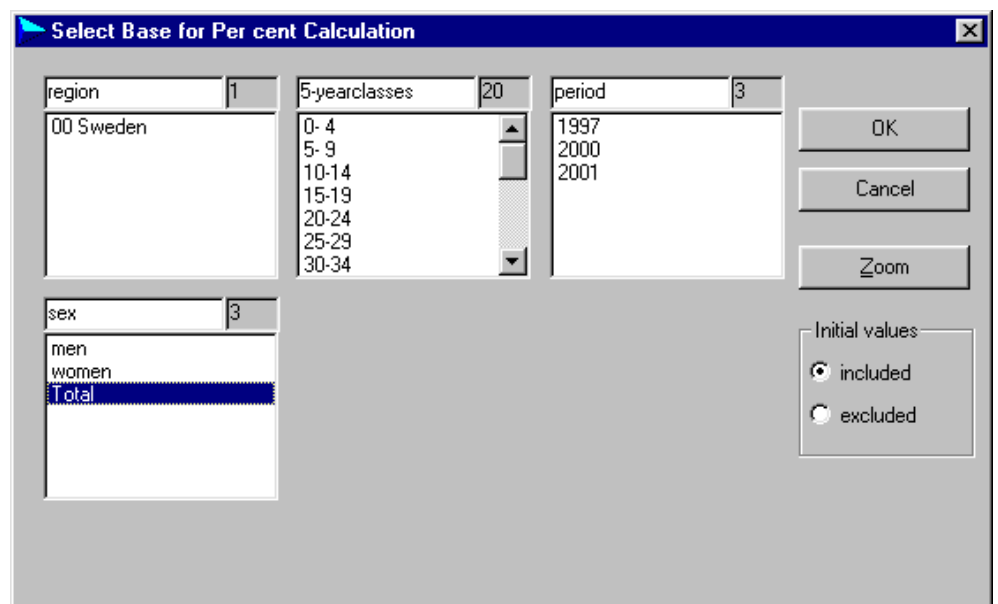 Select Base for Per cent Calculation
region 1
00 Sweden
5-yearclasses 20
0- 4
5- 9
10-14
15-19
20-24
25-29
30-34
period 3
1997
2000
2001
OK
Cancel
Zoom
sex 3
men
women
Total
Initial values
included
excluded